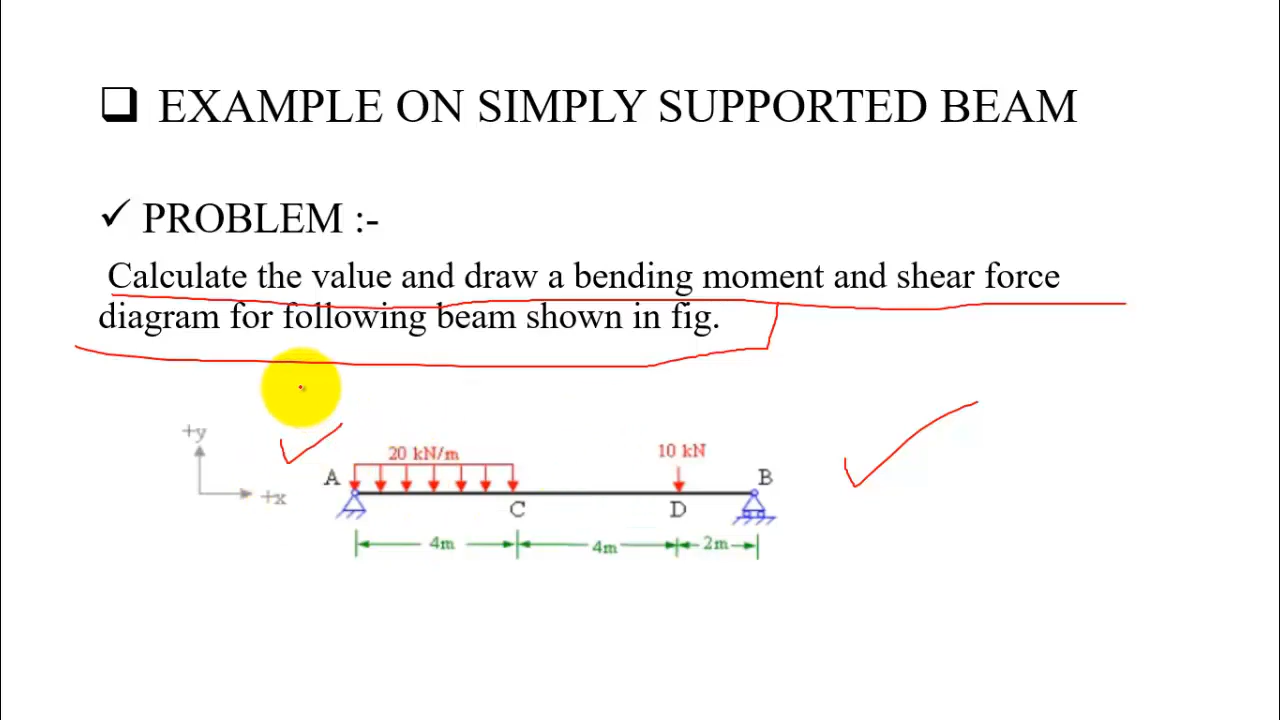 EXAMPLE ON SIMPLY SUPPORTED BEAM
PROBLEM :-
Calculate the value and draw a bending moment and shear force
diagram for following beam shown in fig.
+y
+x
20 kN/m
10 kN
A
B
C
D
4m
4m
2m